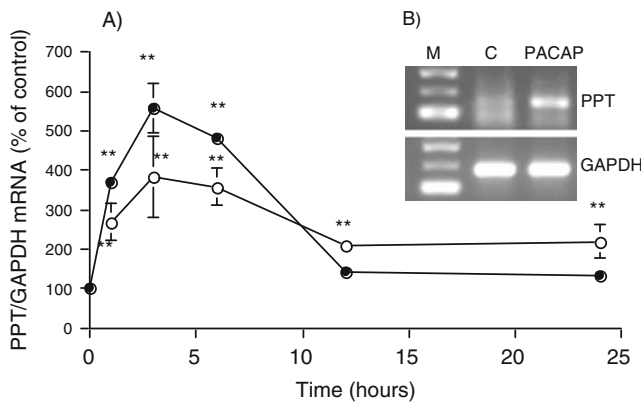 A)
B)
M C PACAP
PPT
GAPDH
PPT/GAPDH mRNA (% of control)
700
600
500
400
300
200
100
0
** ** ** ** ** ** ** **
0 5 10 15 20 25
Time (hours)